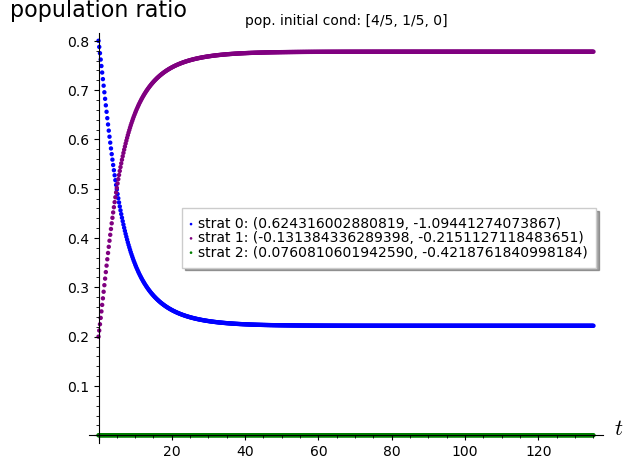 population ratio
pop. initial cond: [4/5, 1/5, 0]
0.8
0.7
0.6
0.5
0.4
0.3
0.2
0.1
strat 0: (0.624316002880819, -1.09441274073867)
strat 1: (-0.131384336289398, -0.2151127118483651)
strat 2: (0.0760810601942590, -0.4218761840998184)
20 40 60 80 100 120
t